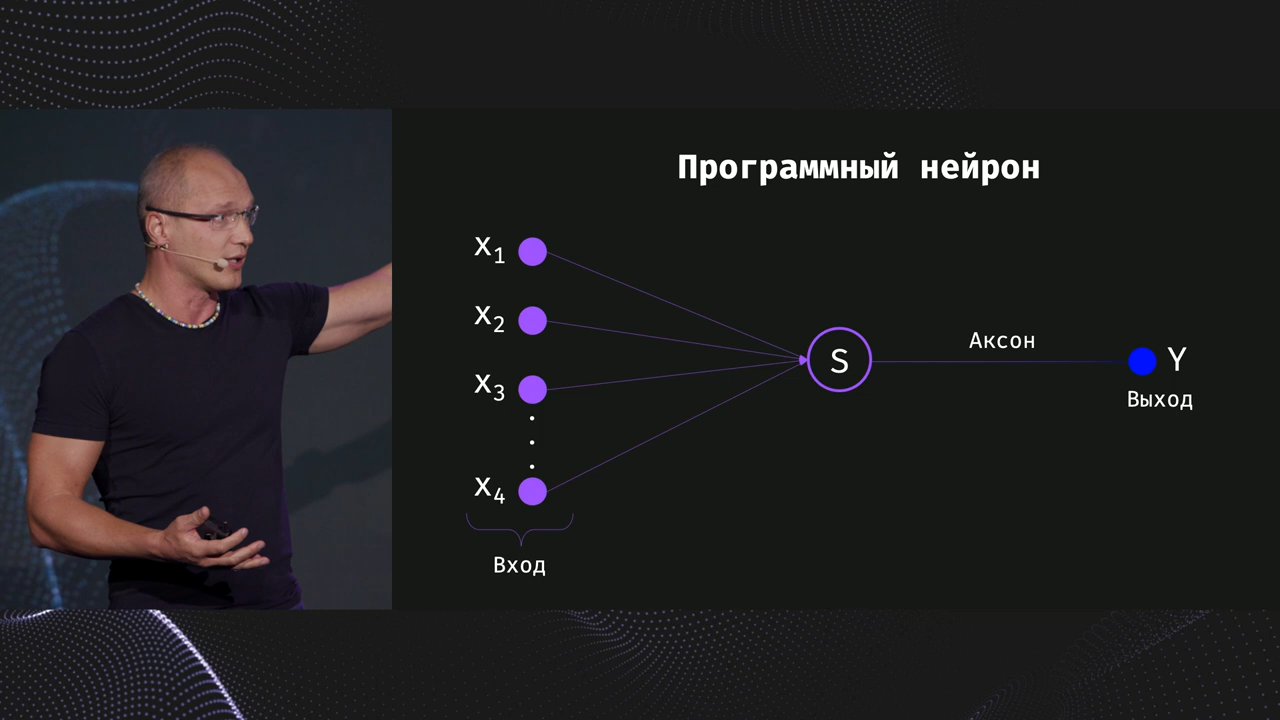 Программный нейрон
x₁
x₂
x₃
x₄
Вход
S
Аксон
Y
Выход